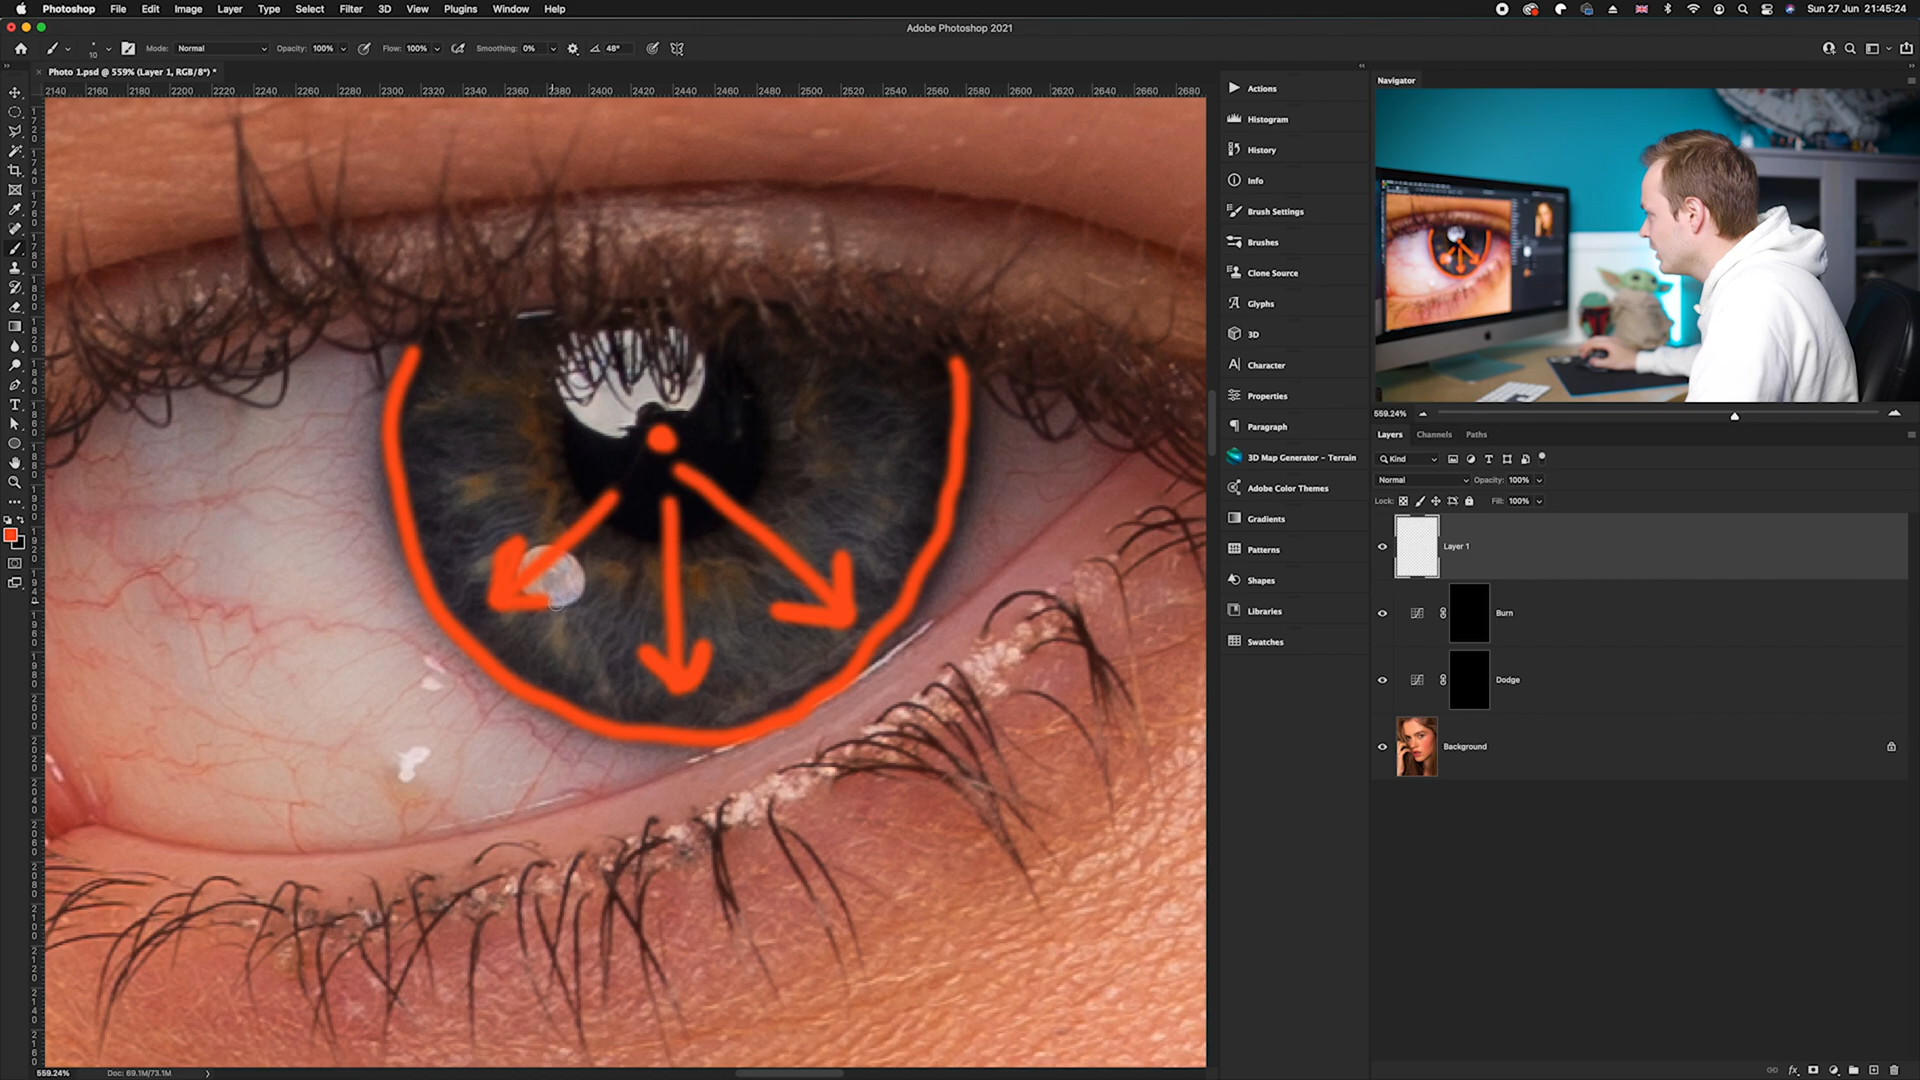 Photoshop File Edit Image Layer Type Select Filter 3D View Plugins Window Help Sun 27 Jun 21:45:24
Adobe Photoshop 2021
10 Mode: Normal Opacity: 100% Flow: 100% Smoothing: 0% 48°
Photo 1.psd @ 559% (Layer 1, RGB/8*) *
2140 2160 2180 2200 2220 2240 2260 2280 2300 2320 2340 2360 2380 2400 2420 2440 2460 2480 2500 2520 2540 2560 2580 2600 2620 2640 2660 2680
Actions
Histogram
History
Info
Brush Settings
Brushes
Clone Source
Glyphs
3D
Character
Properties
Paragraph
3D Map Generator – Terrain
Adobe Color Themes
Gradients
Patterns
Shapes
Libraries
Swatches
Navigator
559.24%
Layers Channels Paths
Kind
Normal Opacity: 100%
Lock: Fill: 100%
Layer 1
Burn
Dodge
Background
559.24% Doc: 69.1M/73.1M